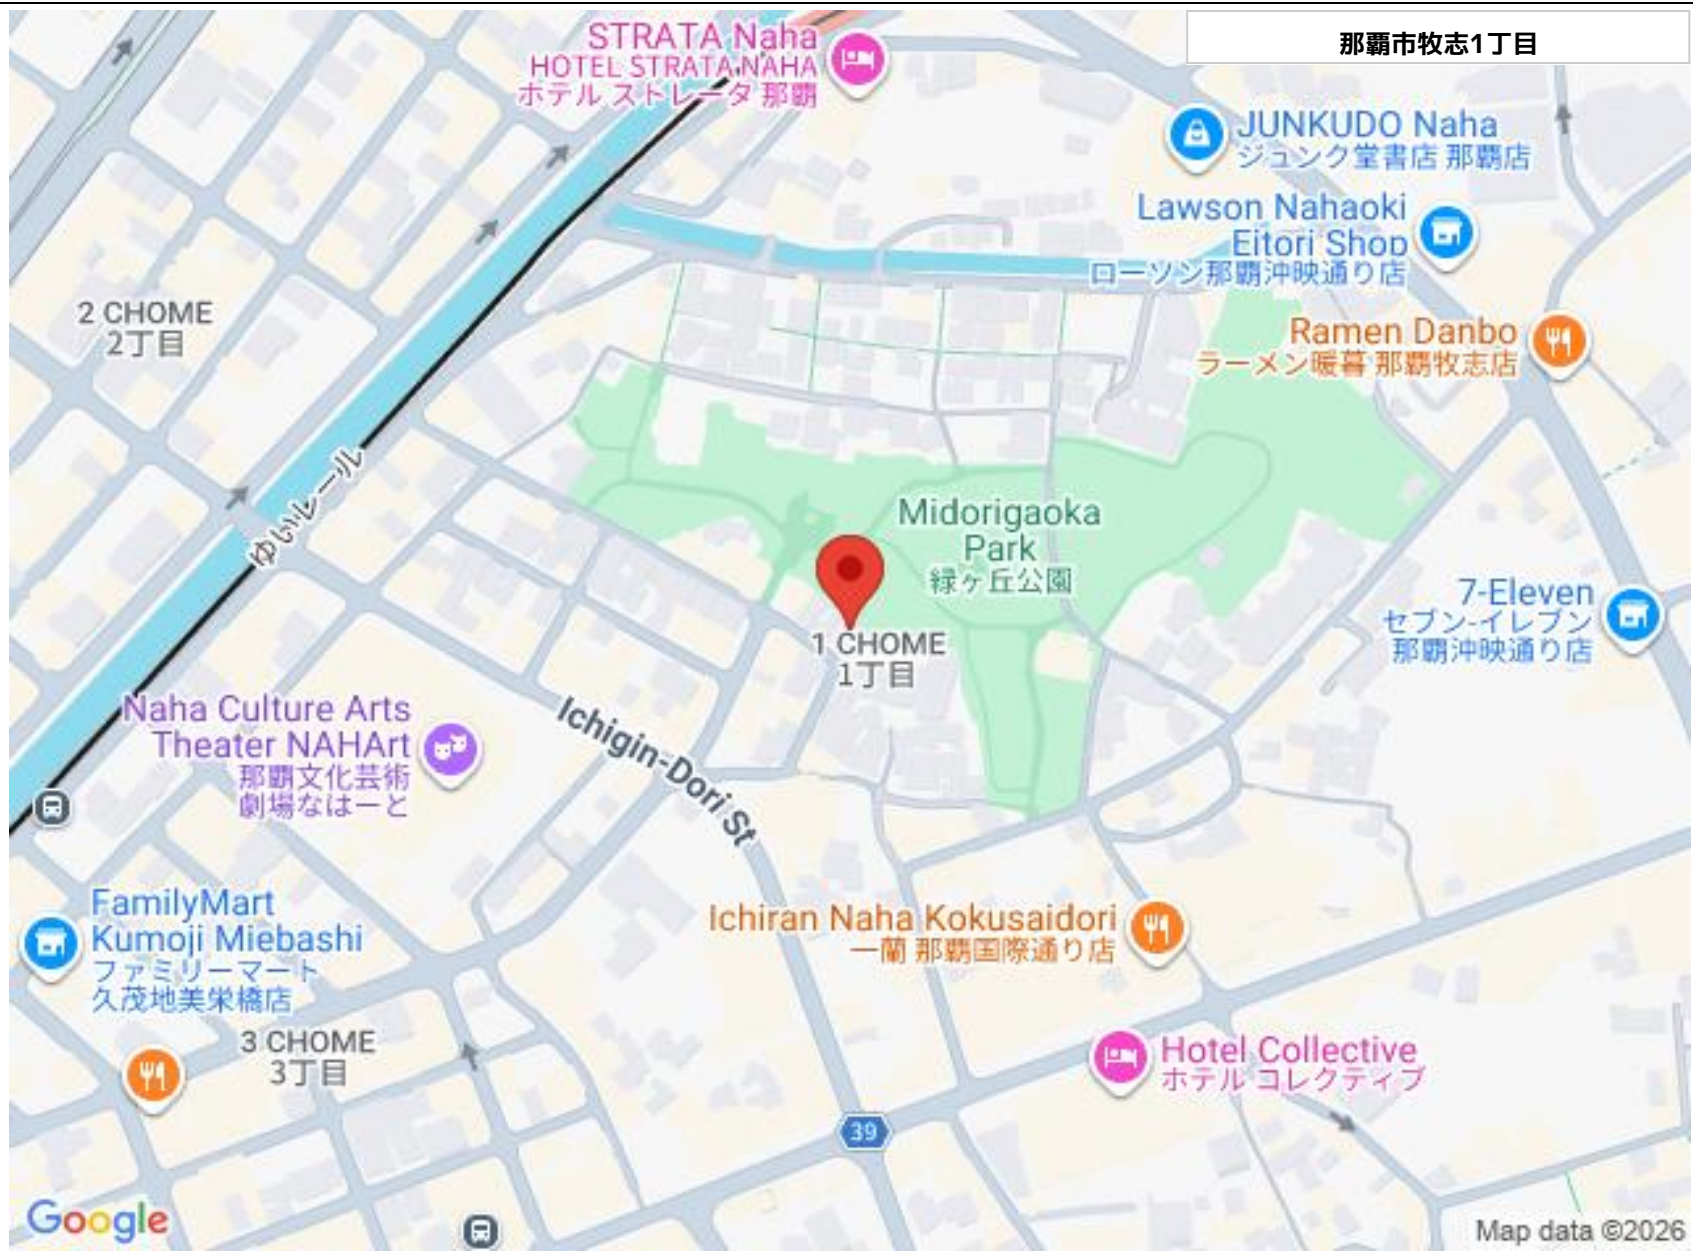 那覇市牧志1丁目
STRATA Naha
HOTEL STRATA NAHA
ホテル ストレータ 那覇
JUNKUDO Naha
ジュンク堂書店 那覇店
Lawson Nahaoki
Eitori Shop
ローソン那覇沖映通り店
2 CHOME
2丁目
Ramen Danbo
ラーメン暖暮 那覇牧志店
ゆいレール
Midorigaoka
Park
緑ヶ丘公園
7-Eleven
セブン-イレブン
那覇沖映通り店
1 CHOME
1丁目
Naha Culture Arts
Theater NAHArt
那覇文化芸術
劇場なはーと
Ichigin-Dori St
FamilyMart
Kumoji Miebashi
ファミリーマート
久茂地美栄橋店
Ichiran Naha Kokusaidori
一蘭 那覇国際通り店
3 CHOME
3丁目
Hotel Collective
ホテル コレクティブ
39
Google
Map data ©2026